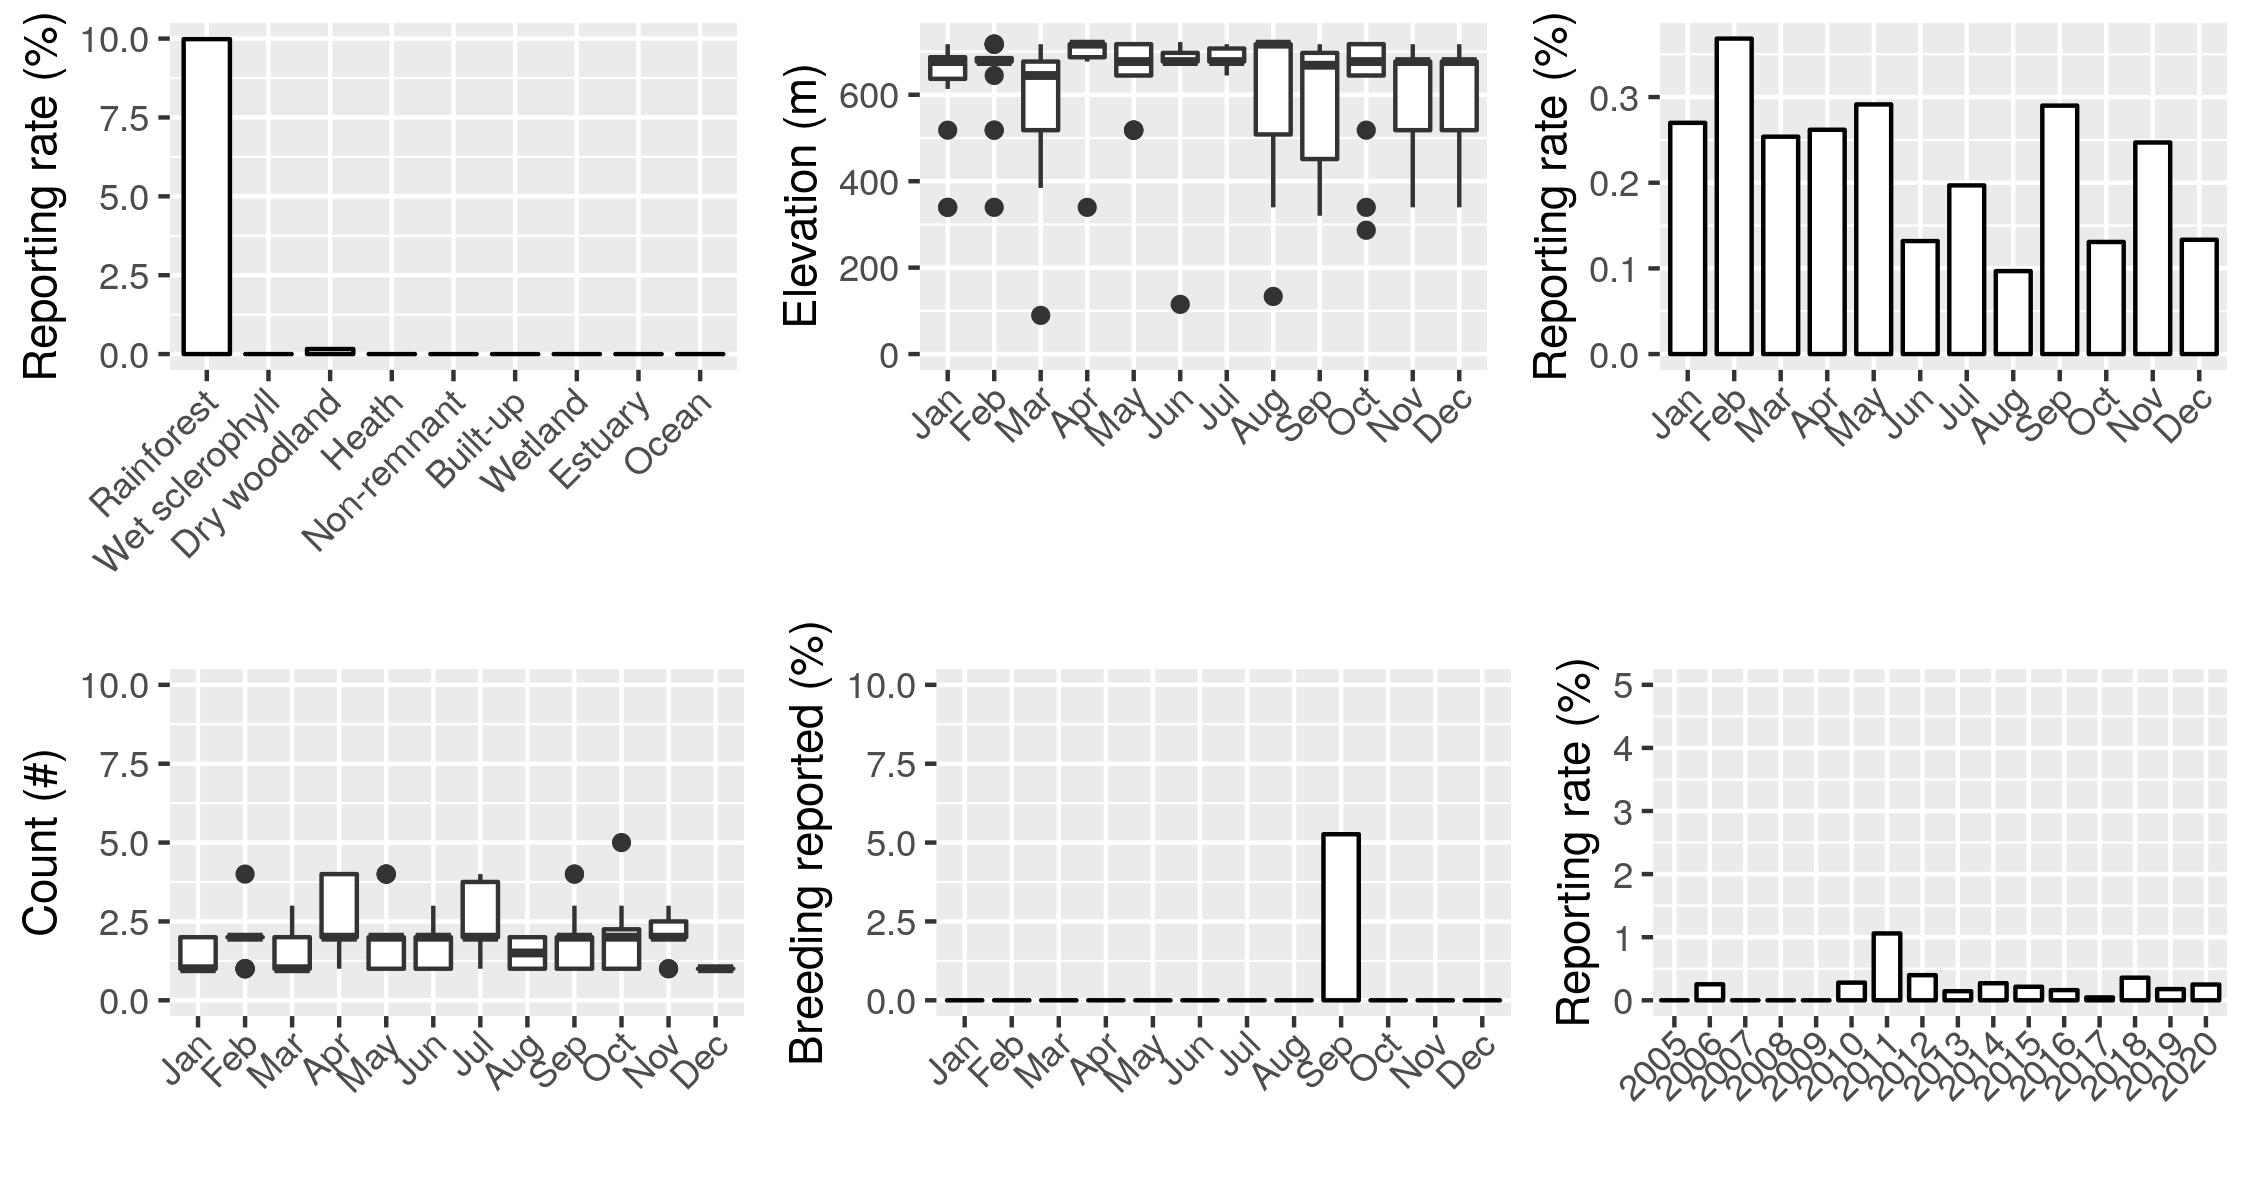 Reporting rate (%)
10.0
7.5
5.0
2.5
0.0
Rainforest
Wet sclerophyll
Dry woodland
Heath
Non-remnant
Built-up
Wetland
Estuary
Ocean
Elevation (m)
600
400
200
0
Jan
Feb
Mar
Apr
May
Jun
Jul
Aug
Sep
Oct
Nov
Dec
Reporting rate (%)
0.3
0.2
0.1
0.0
Jan
Feb
Mar
Apr
May
Jun
Jul
Aug
Sep
Oct
Nov
Dec
Count (#)
10.0
7.5
5.0
2.5
0.0
Jan
Feb
Mar
Apr
May
Jun
Jul
Aug
Sep
Oct
Nov
Dec
Breeding reported (%)
10.0
7.5
5.0
2.5
0.0
Jan
Feb
Mar
Apr
May
Jun
Jul
Aug
Sep
Oct
Nov
Dec
Reporting rate (%)
5
4
3
2
1
0
2005
2006
2007
2008
2009
2010
2011
2012
2013
2014
2015
2016
2017
2018
2019
2020